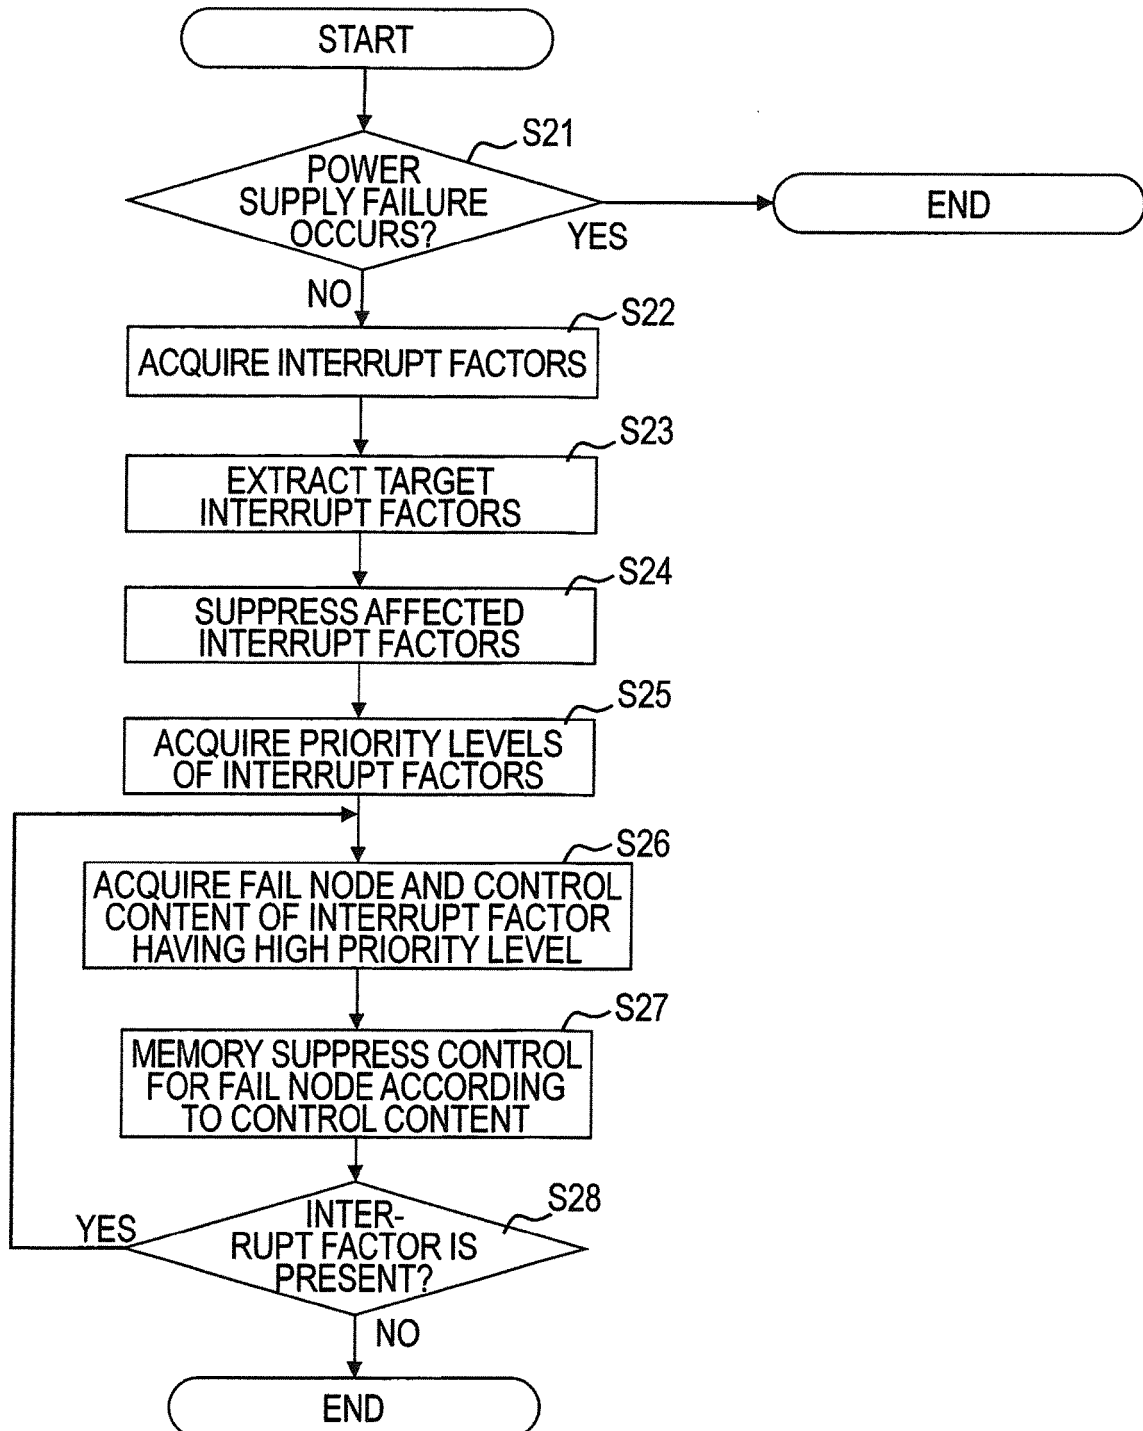 START
S21
POWER
SUPPLY FAILURE
OCCURS?
YES
END
NO
S22
ACQUIRE INTERRUPT FACTORS
S23
EXTRACT TARGET
INTERRUPT FACTORS
S24
SUPPRESS AFFECTED
INTERRUPT FACTORS
S25
ACQUIRE PRIORITY LEVELS
OF INTERRUPT FACTORS
S26
ACQUIRE FAIL NODE AND CONTROL
CONTENT OF INTERRUPT FACTOR
HAVING HIGH PRIORITY LEVEL
S27
MEMORY SUPPRESS CONTROL
FOR FAIL NODE ACCORDING
TO CONTROL CONTENT
S28
YES
INTER-
RUPT FACTOR IS
PRESENT?
NO
END